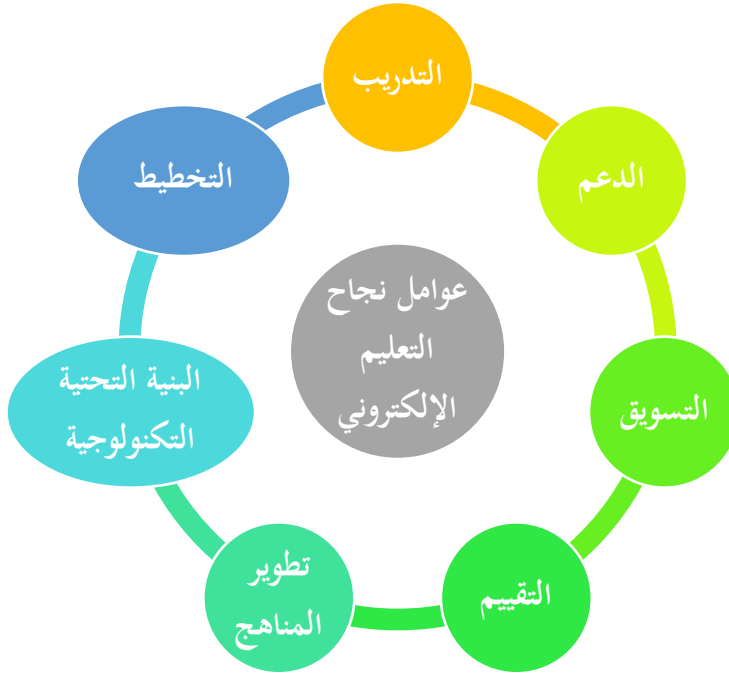 التدريب
الدعم
التسويق
التقييم
تطوير
المناهج
البنية التحتية
التكنولوجية
التخطيط
عوامل نجاح
التعليم
الإلكتروني